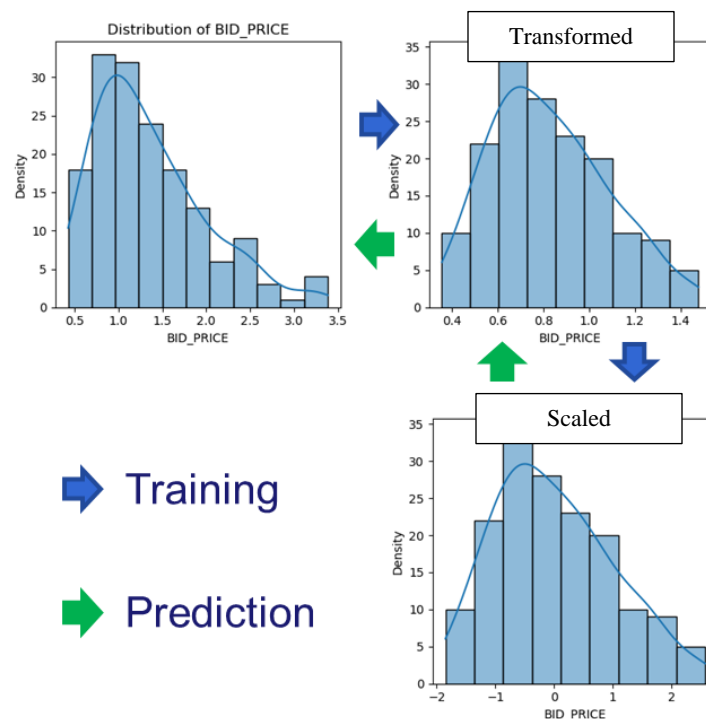 Distribution of BID_PRICE
Density
30
25
20
15
10
5
0
0.5 1.0 1.5 2.0 2.5 3.0 3.5
BID_PRICE
Transformed
Density
35
30
25
20
15
10
5
0
0.4 0.6 0.8 1.0 1.2 1.4
BID_PRICE
Training
Prediction
Scaled
Density
35
30
25
20
15
10
5
0
−2 −1 0 1 2
BID_PRICE